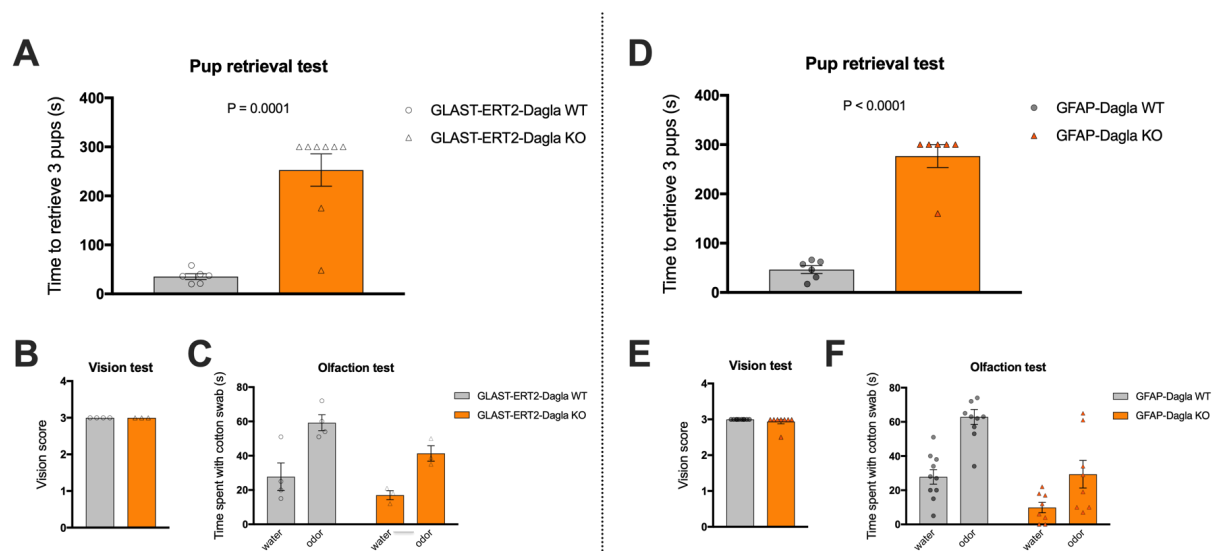 A
Pup retrieval test
Time to retrieve 3 pups (s)
400
300
200
100
0
P = 0.0001
GLAST-ERT2-Dagla WT
GLAST-ERT2-Dagla KO
B
Vision test
Vision score
4
3
2
1
0
C
Olfaction test
Time spent with cotton swab (s)
80
60
40
20
0
water
odor
water
odor
GLAST-ERT2-Dagla WT
GLAST-ERT2-Dagla KO
D
Pup retrieval test
Time to retrieve 3 pups (s)
400
300
200
100
0
P < 0.0001
GFAP-Dagla WT
GFAP-Dagla KO
E
Vision test
Vision score
4
3
2
1
0
F
Olfaction test
Time spent with cotton swab (s)
80
60
40
20
0
water
odor
water
odor
GFAP-Dagla WT
GFAP-Dagla KO